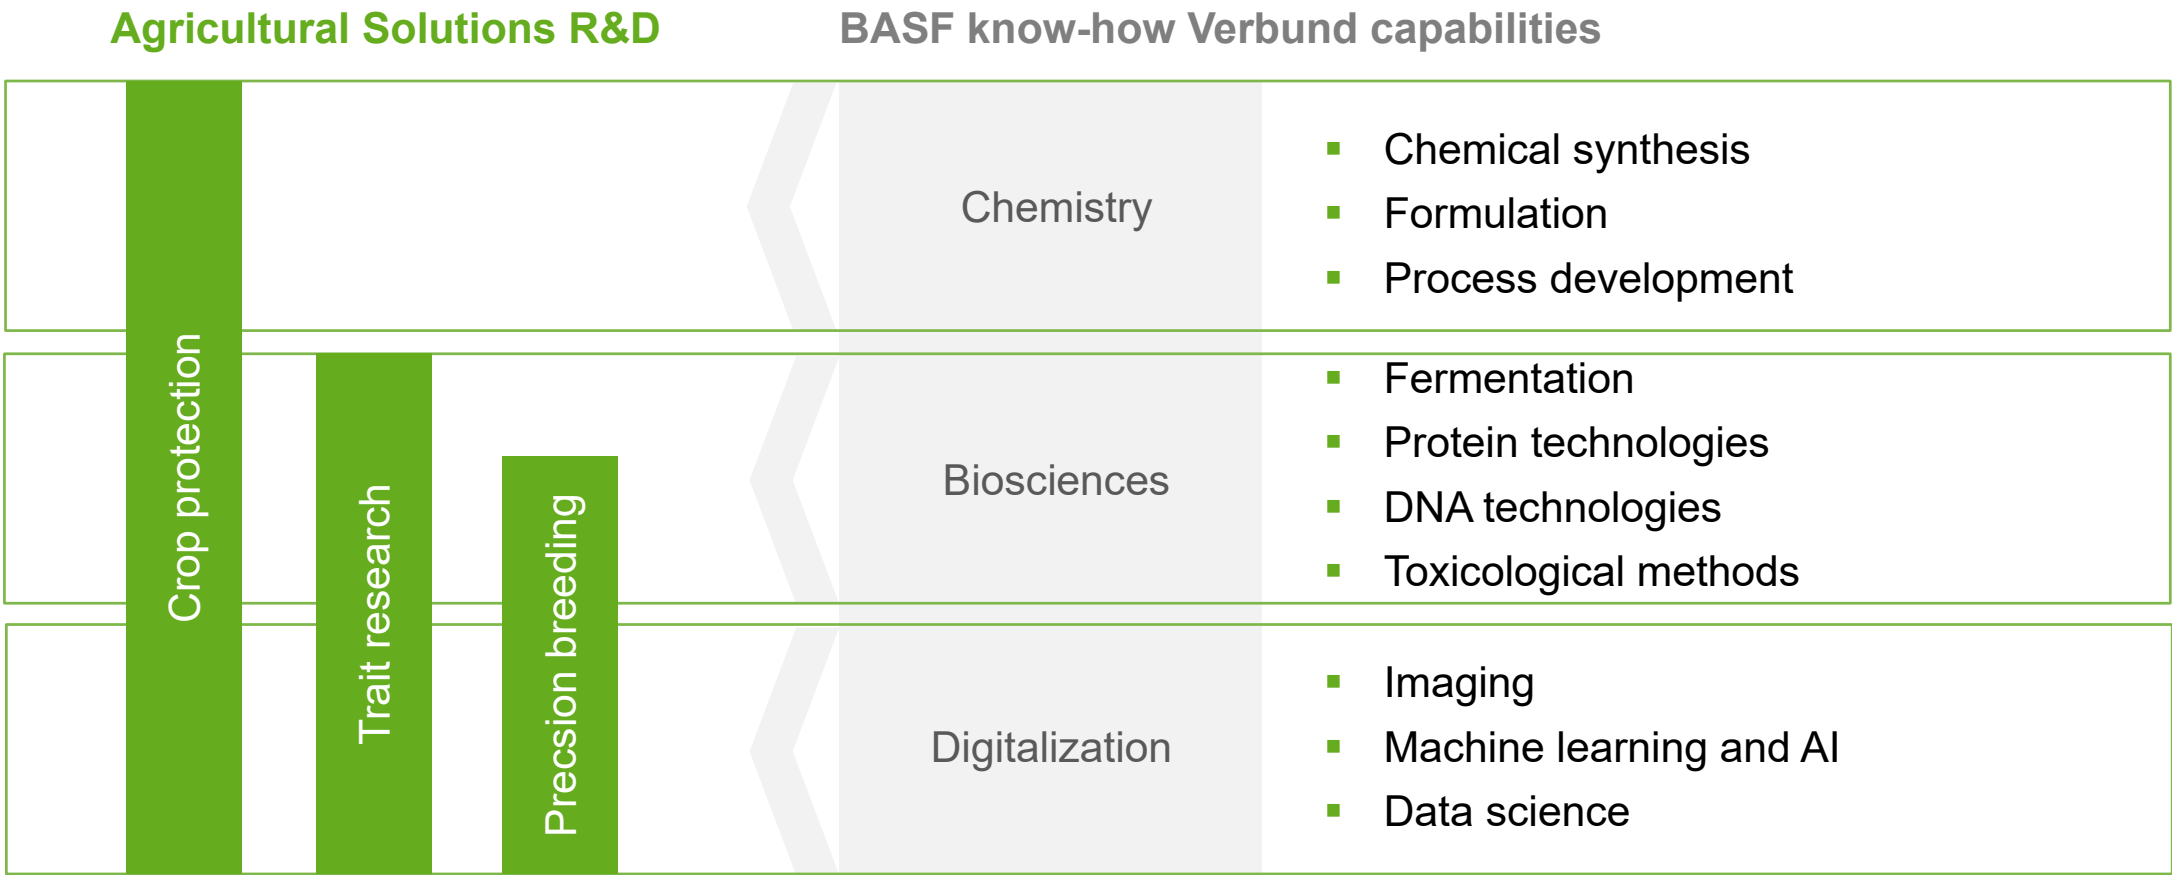 Agricultural Solutions R&D
BASF know-how Verbund capabilities
Crop protection
Trait research
Precsion breeding
Chemistry
Chemical synthesis
Formulation
Process development
Biosciences
Fermentation
Protein technologies
DNA technologies
Toxicological methods
Digitalization
Imaging
Machine learning and AI
Data science